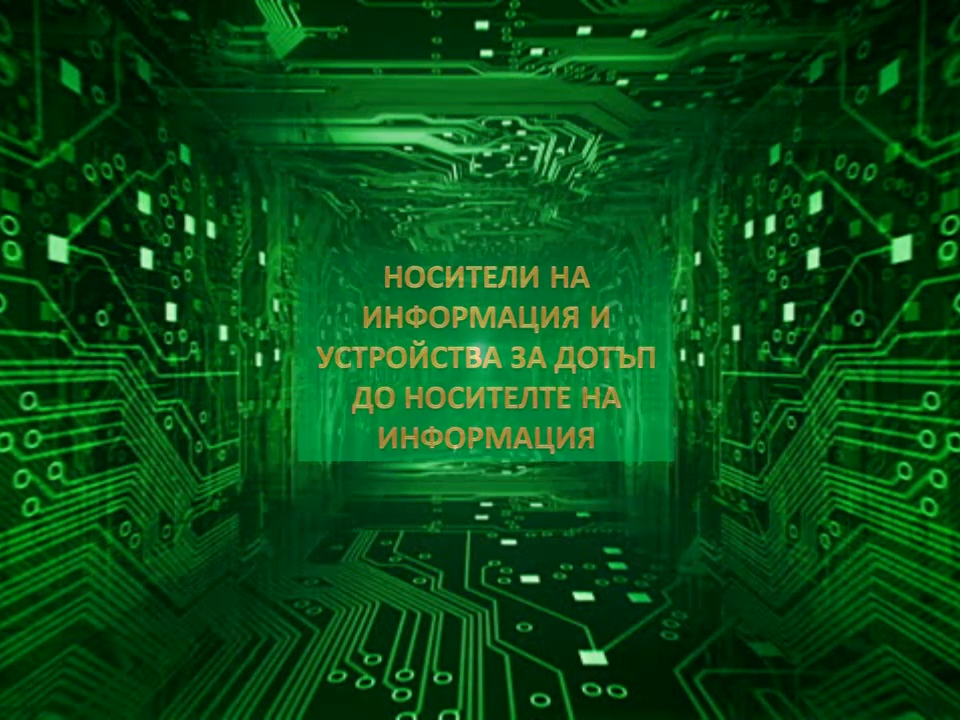 НОСИТЕЛИ НА
ИНФОРМАЦИЯ И
УСТРОЙСТВА ЗА ДОТЪП
ДО НОСИТЕЛТЕ НА
ИНФОРМАЦИЯ